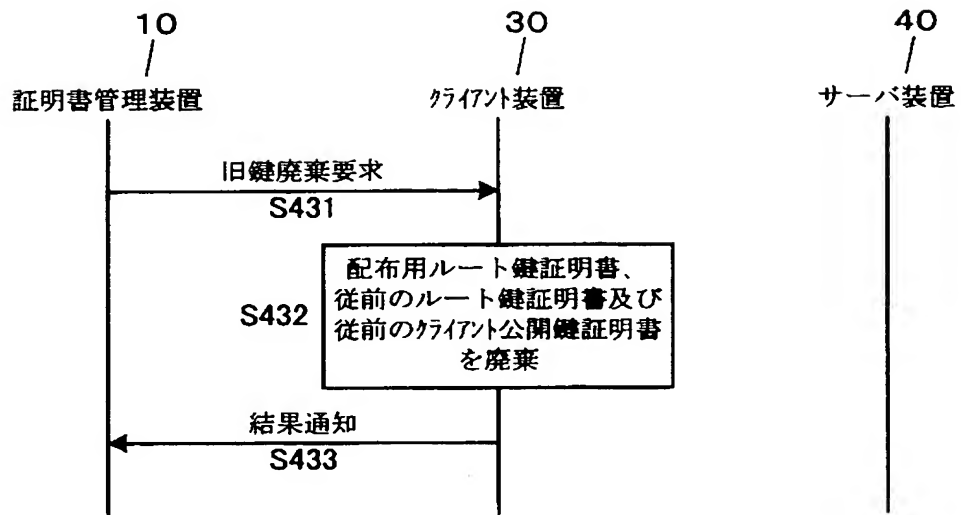 10
30
40
証明書管理装置
クライアント装置
サーバ装置
旧鍵廃棄要求
S431
配布用ルート鍵証明書、
従前のルート鍵証明書及び
従前のクライアント公開鍵証明書
を廃棄
S432
結果通知
S433